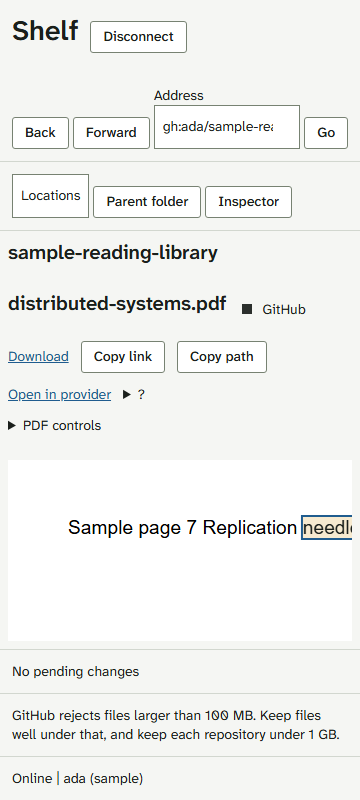 Shelf
Disconnect
Address
Back
Forward
gh:ada/sample-rea
Go
Locations
Parent folder
Inspector
sample-reading-library
distributed-systems.pdf
GitHub
Download
Copy link
Copy path
Open in provider
?
PDF controls
Sample page 7 Replication
No pending changes
GitHub rejects files larger than 100 MB. Keep files
well under that, and keep each repository under 1 GB.
Online | ada (sample)